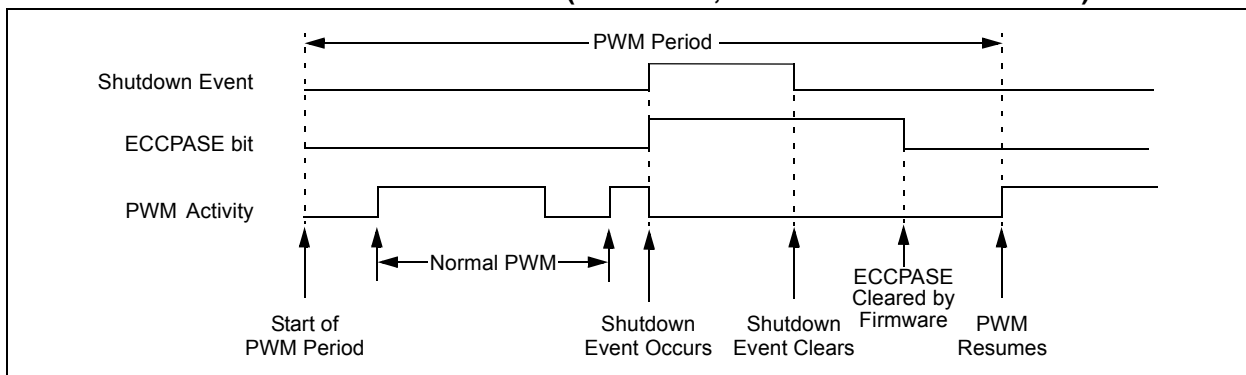 PWM Period
Shutdown Event
ECCPASE bit
PWM Activity
Normal PWM
Start of
PWM Period
Shutdown
Event Occurs
Shutdown
Event Clears
ECCPASE
Cleared by
Firmware
PWM
Resumes